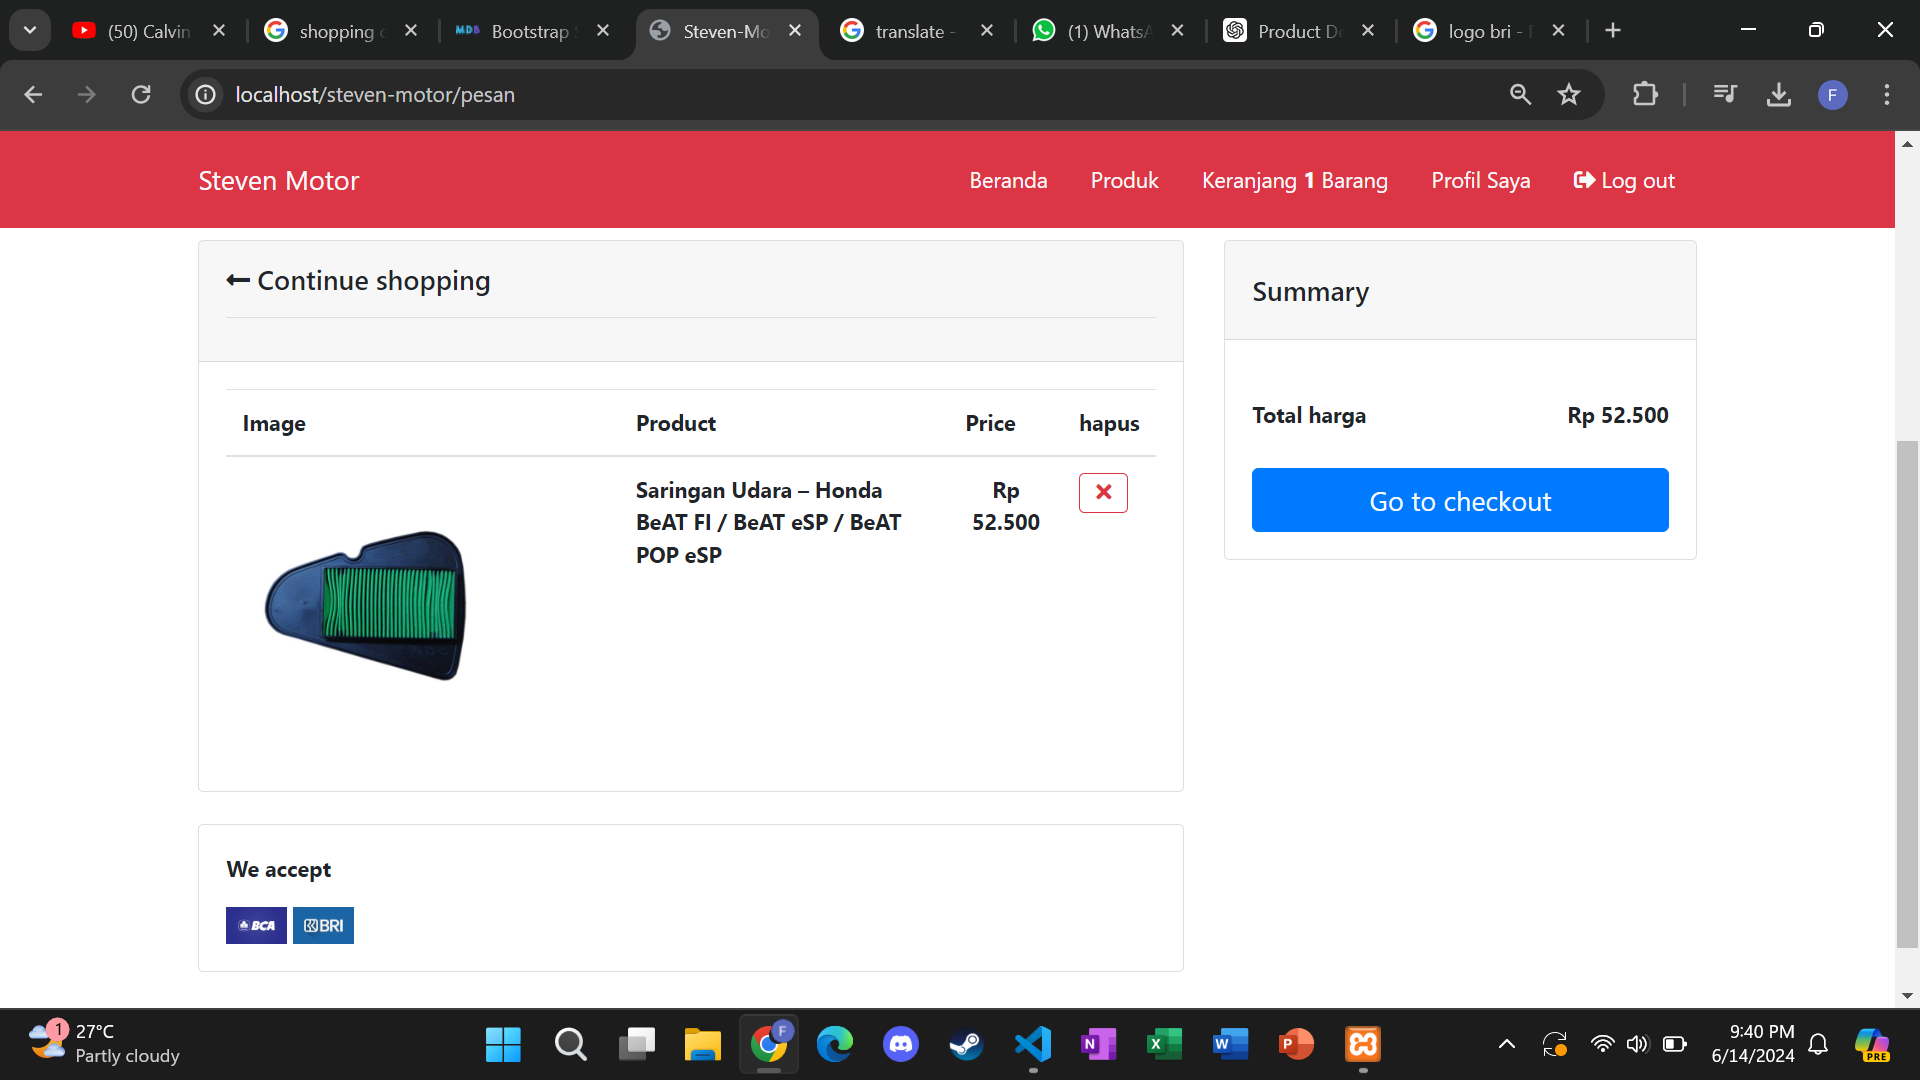 (50) Calvin
shopping c
MDB Bootstrap S
Steven-Mo
translate -
(1) WhatsA
Product De
logo bri -
localhost/steven-motor/pesan
F
Steven Motor
Beranda
Produk
Keranjang 1 Barang
Profil Saya
Log out
Continue shopping
Image Product Price hapus
Saringan Udara – Honda
BeAT FI / BeAT eSP / BeAT
POP eSP
Rp
52.500
Summary
Total harga Rp 52.500
Go to checkout
We accept
BCA
BRI
1
27°C
Partly cloudy
F
N
X
W
P
9:40 PM
6/14/2024
PRE